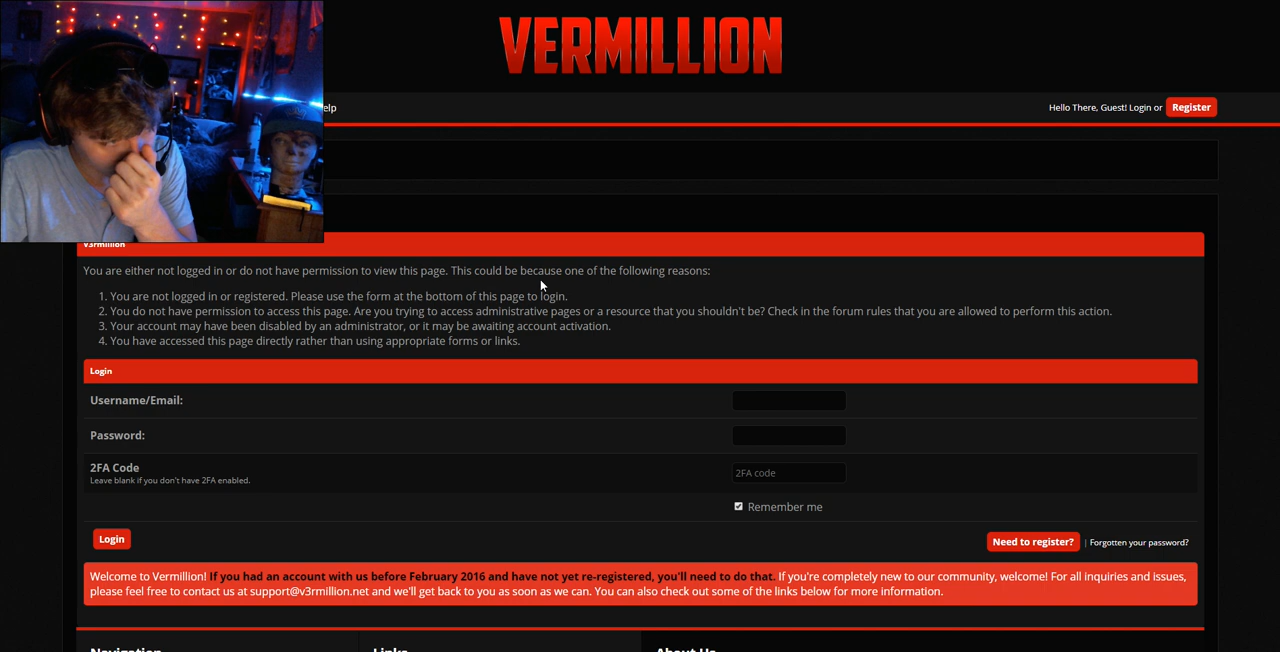 VERMILLION
elp
Hello There, Guest! Login or Register
v3rmillion
You are either not logged in or do not have permission to view this page. This could be because one of the following reasons:
1. You are not logged in or registered. Please use the form at the bottom of this page to login.
2. You do not have permission to access this page. Are you trying to access administrative pages or a resource that you shouldn't be? Check in the forum rules that you are allowed to perform this action.
3. Your account may have been disabled by an administrator, or it may be awaiting account activation.
4. You have accessed this page directly rather than using appropriate forms or links.
Login
Username/Email:
Password:
2FA Code
Leave blank if you don't have 2FA enabled.
2FA code
Remember me
Login
Need to register? | Forgotten your password?
Welcome to Vermillion! If you had an account with us before February 2016 and have not yet re-registered, you'll need to do that. If you're completely new to our community, welcome! For all inquiries and issues,
please feel free to contact us at support@v3rmillion.net and we'll get back to you as soon as we can. You can also check out some of the links below for more information.
Navigation
Links
About Us